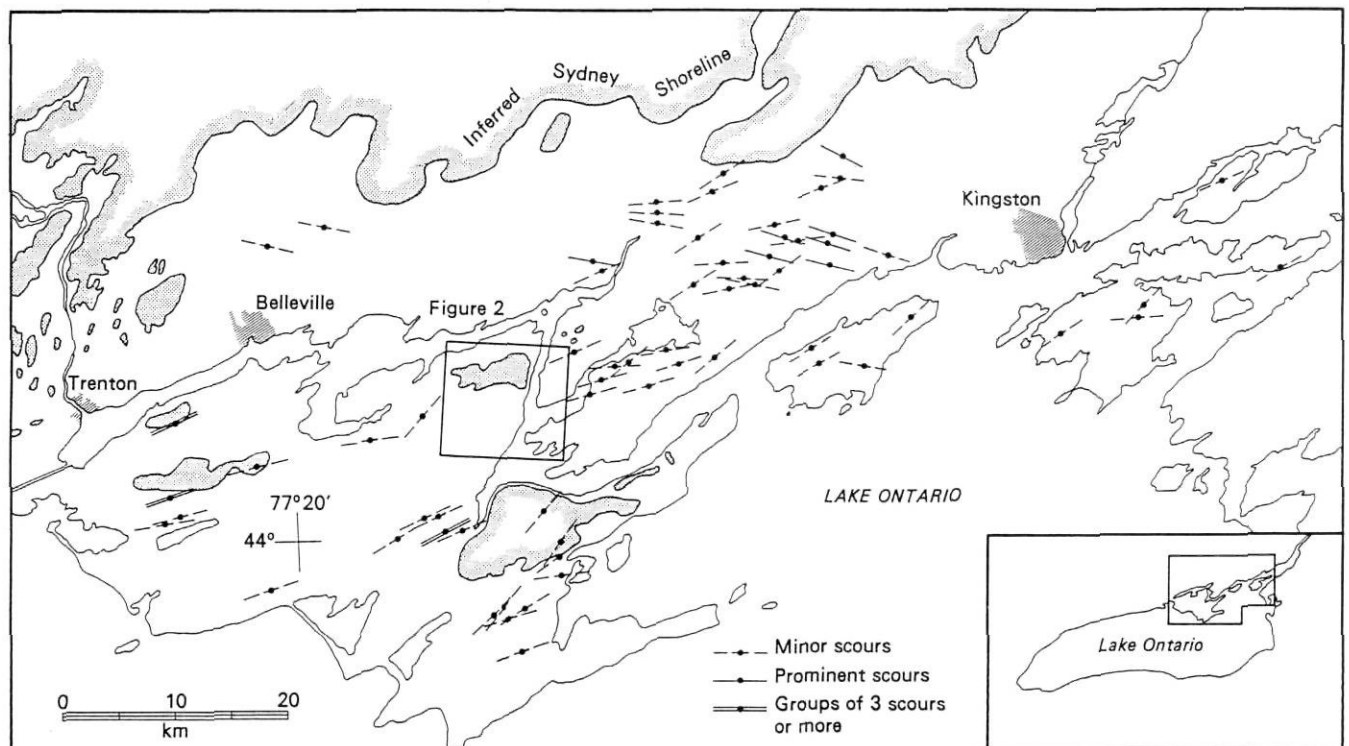 Inferred Sydney Shoreline
Kingston
Belleville
Figure 2
Trenton
77°20'
44°
LAKE ONTARIO
Lake Ontario
Minor scours
Prominent scours
Groups of 3 scours
or more
0 10 20
km